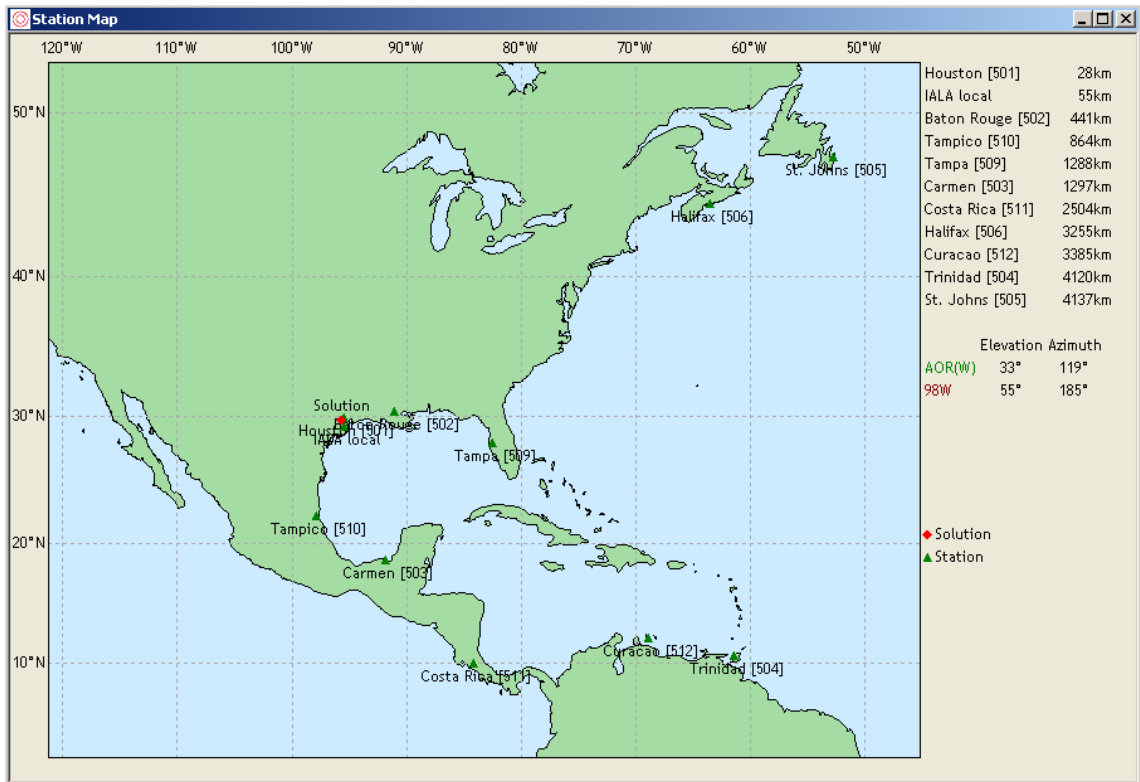 Station Map
120°W 110°W 100°W 90°W 80°W 70°W 60°W 50°W
50°N
40°N
30°N
20°N
10°N
St. Johns [505]
Halifax [506]
Solution
Baton Rouge [502]
Houston [501]
IALA local
Tampa [509]
Tampico [510]
Carmen [503]
Curacao [512]
Trinidad [504]
Costa Rica [511]
Houston [501] 28km
IALA local 55km
Baton Rouge [502] 441km
Tampico [510] 864km
Tampa [509] 1288km
Carmen [503] 1297km
Costa Rica [511] 2504km
Halifax [506] 3255km
Curacao [512] 3385km
Trinidad [504] 4120km
St. Johns [505] 4137km
Elevation Azimuth
AOR(W) 33° 119°
98W 55° 185°
Solution
Station